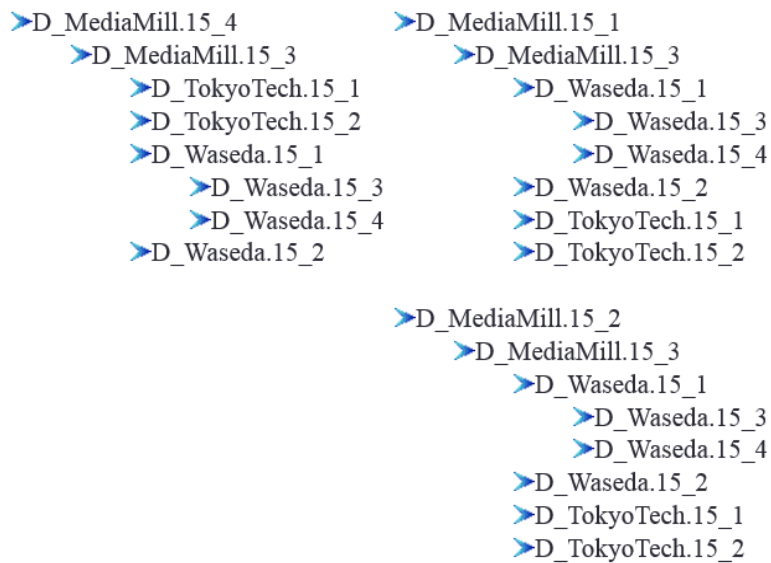 D_MediaMill.15_4
D_MediaMill.15_3
D_TokyoTech.15_1
D_TokyoTech.15_2
D_Waseda.15_1
D_Waseda.15_3
D_Waseda.15_4
D_Waseda.15_2
D_MediaMill.15_1
D_MediaMill.15_3
D_Waseda.15_1
D_Waseda.15_3
D_Waseda.15_4
D_Waseda.15_2
D_TokyoTech.15_1
D_TokyoTech.15_2
D_MediaMill.15_2
D_MediaMill.15_3
D_Waseda.15_1
D_Waseda.15_3
D_Waseda.15_4
D_Waseda.15_2
D_TokyoTech.15_1
D_TokyoTech.15_2